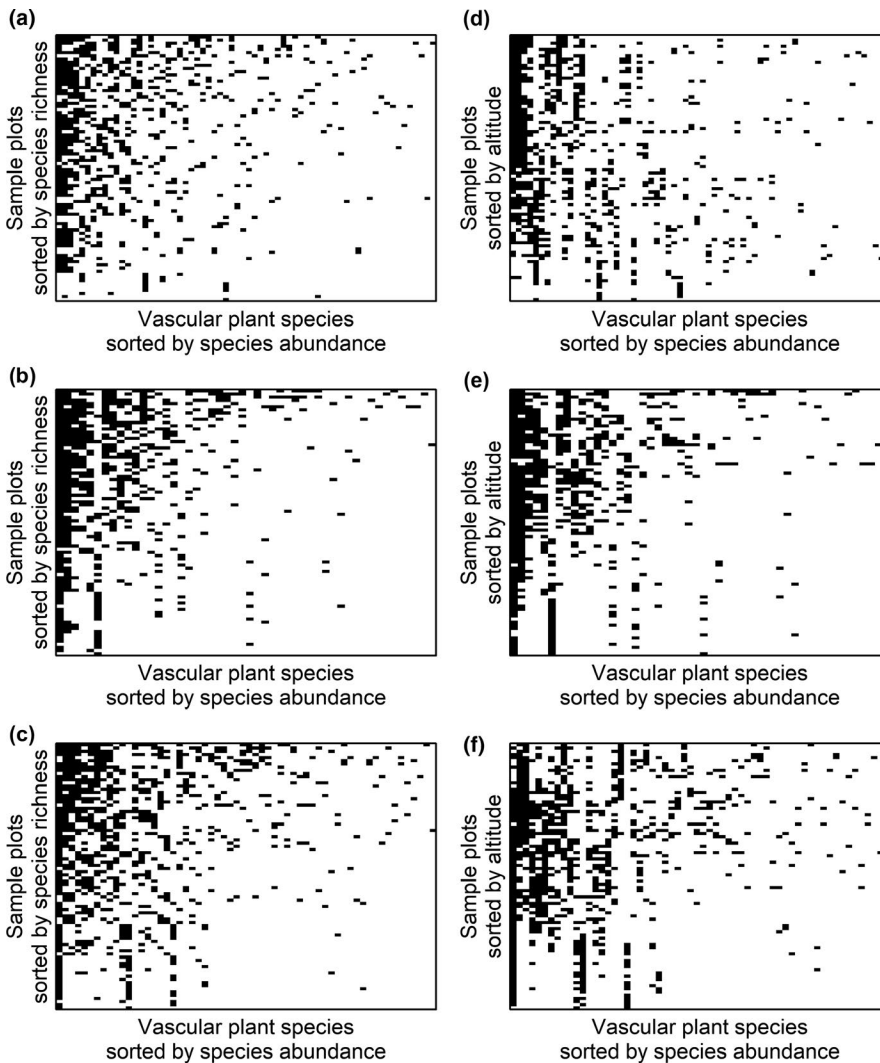 (a)
Sample plots
sorted by species richness
Vascular plant species
sorted by species abundance
(d)
Sample plots
sorted by altitude
Vascular plant species
sorted by species abundance
(b)
Sample plots
sorted by species richness
Vascular plant species
sorted by species abundance
(e)
Sample plots
sorted by altitude
Vascular plant species
sorted by species abundance
(c)
Sample plots
sorted by species richness
Vascular plant species
sorted by species abundance
(f)
Sample plots
sorted by altitude
Vascular plant species
sorted by species abundance